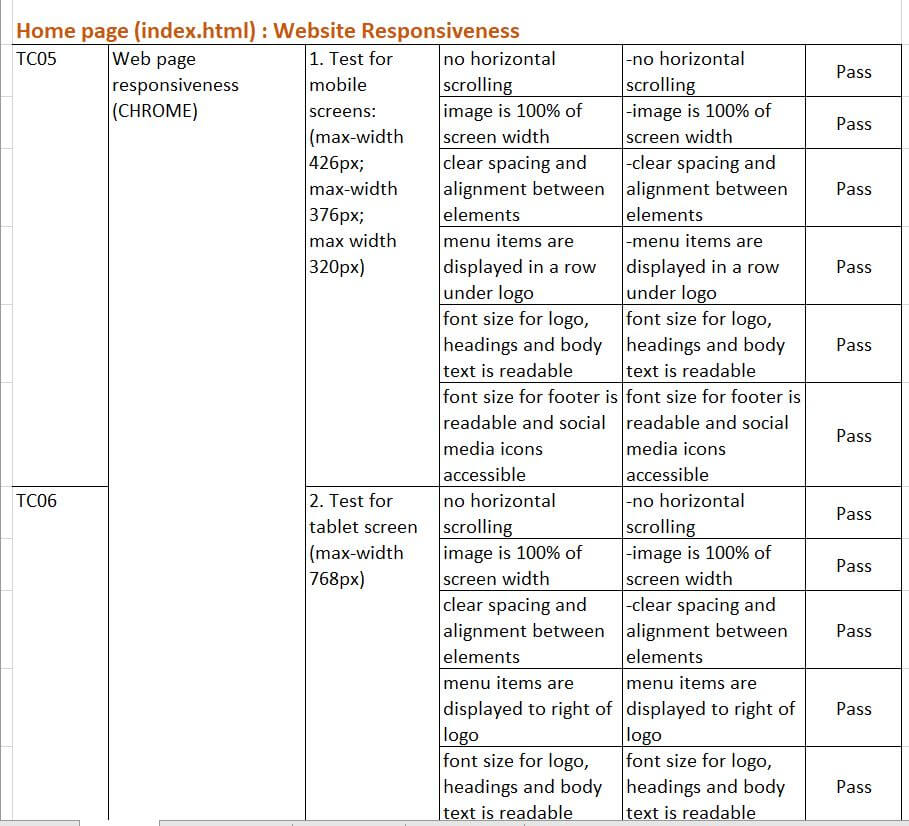 Home page (index.html) : Website Responsiveness
TC05
Web page
responsiveness
(CHROME)
1. Test for
mobile
screens:
(max-width
426px;
max-width
376px;
max width
320px)
no horizontal
scrolling
-no horizontal
scrolling
Pass
image is 100% of
screen width
-image is 100% of
screen width
Pass
clear spacing and
alignment between
elements
-clear spacing and
alignment between
elements
Pass
menu items are
displayed in a row
under logo
-menu items are
displayed in a row
under logo
Pass
font size for logo,
headings and body
text is readable
font size for logo,
headings and body
text is readable
Pass
font size for footer is
readable and social
media icons
accessible
font size for footer is
readable and social
media icons
accessible
Pass
TC06
2. Test for
tablet screen
(max-width
768px)
no horizontal
scrolling
-no horizontal
scrolling
Pass
image is 100% of
screen width
-image is 100% of
screen width
Pass
clear spacing and
alignment between
elements
-clear spacing and
alignment between
elements
Pass
menu items are
displayed to right of
logo
menu items are
displayed to right of
logo
Pass
font size for logo,
headings and body
text is readable
font size for logo,
headings and body
text is readable
Pass